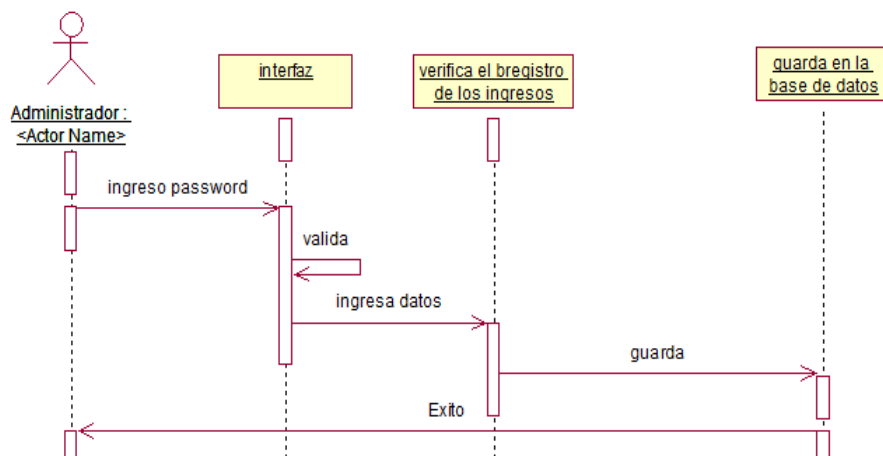 interfaz
verifica el bregistro
de los ingresos
guarda en la
base de datos
Administrador :
<Actor Name>
ingreso password
valida
ingresa datos
guarda
Exito